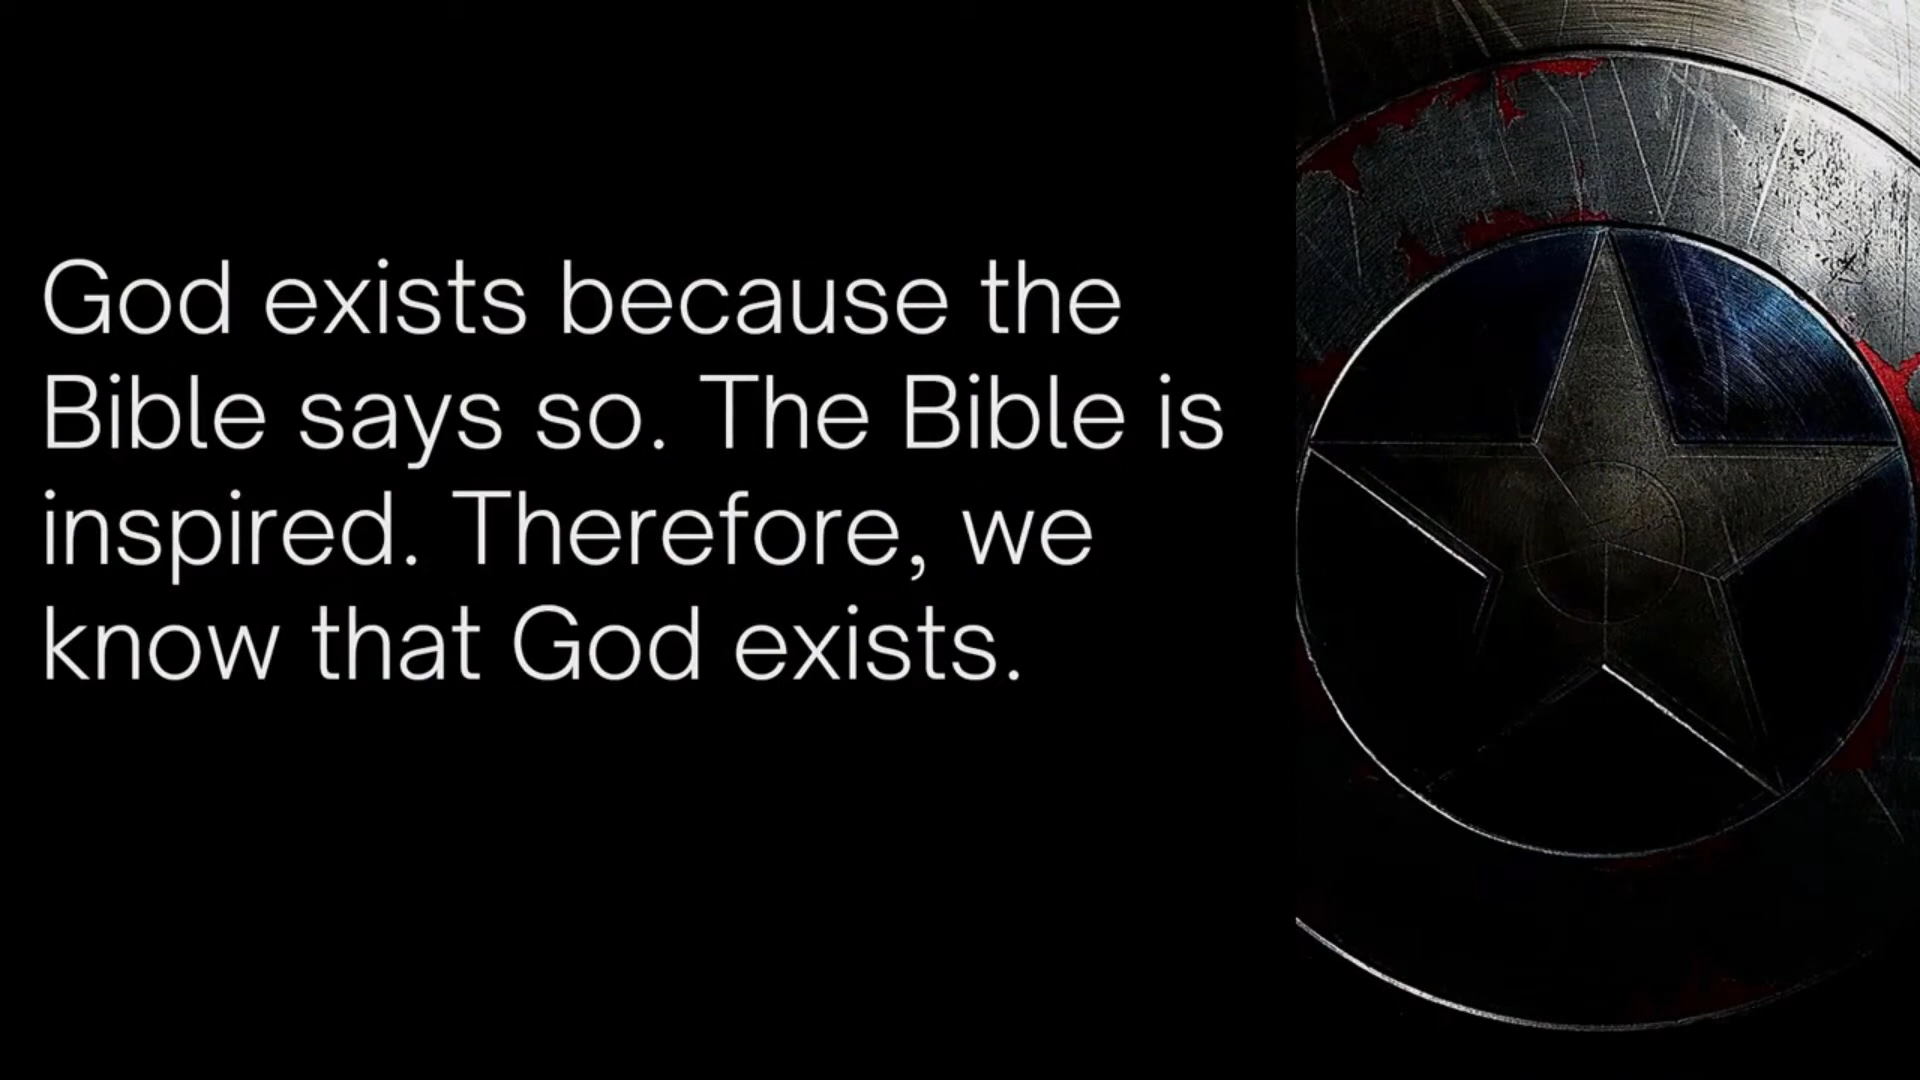 God exists because the
Bible says so. The Bible is
inspired. Therefore, we
know that God exists.